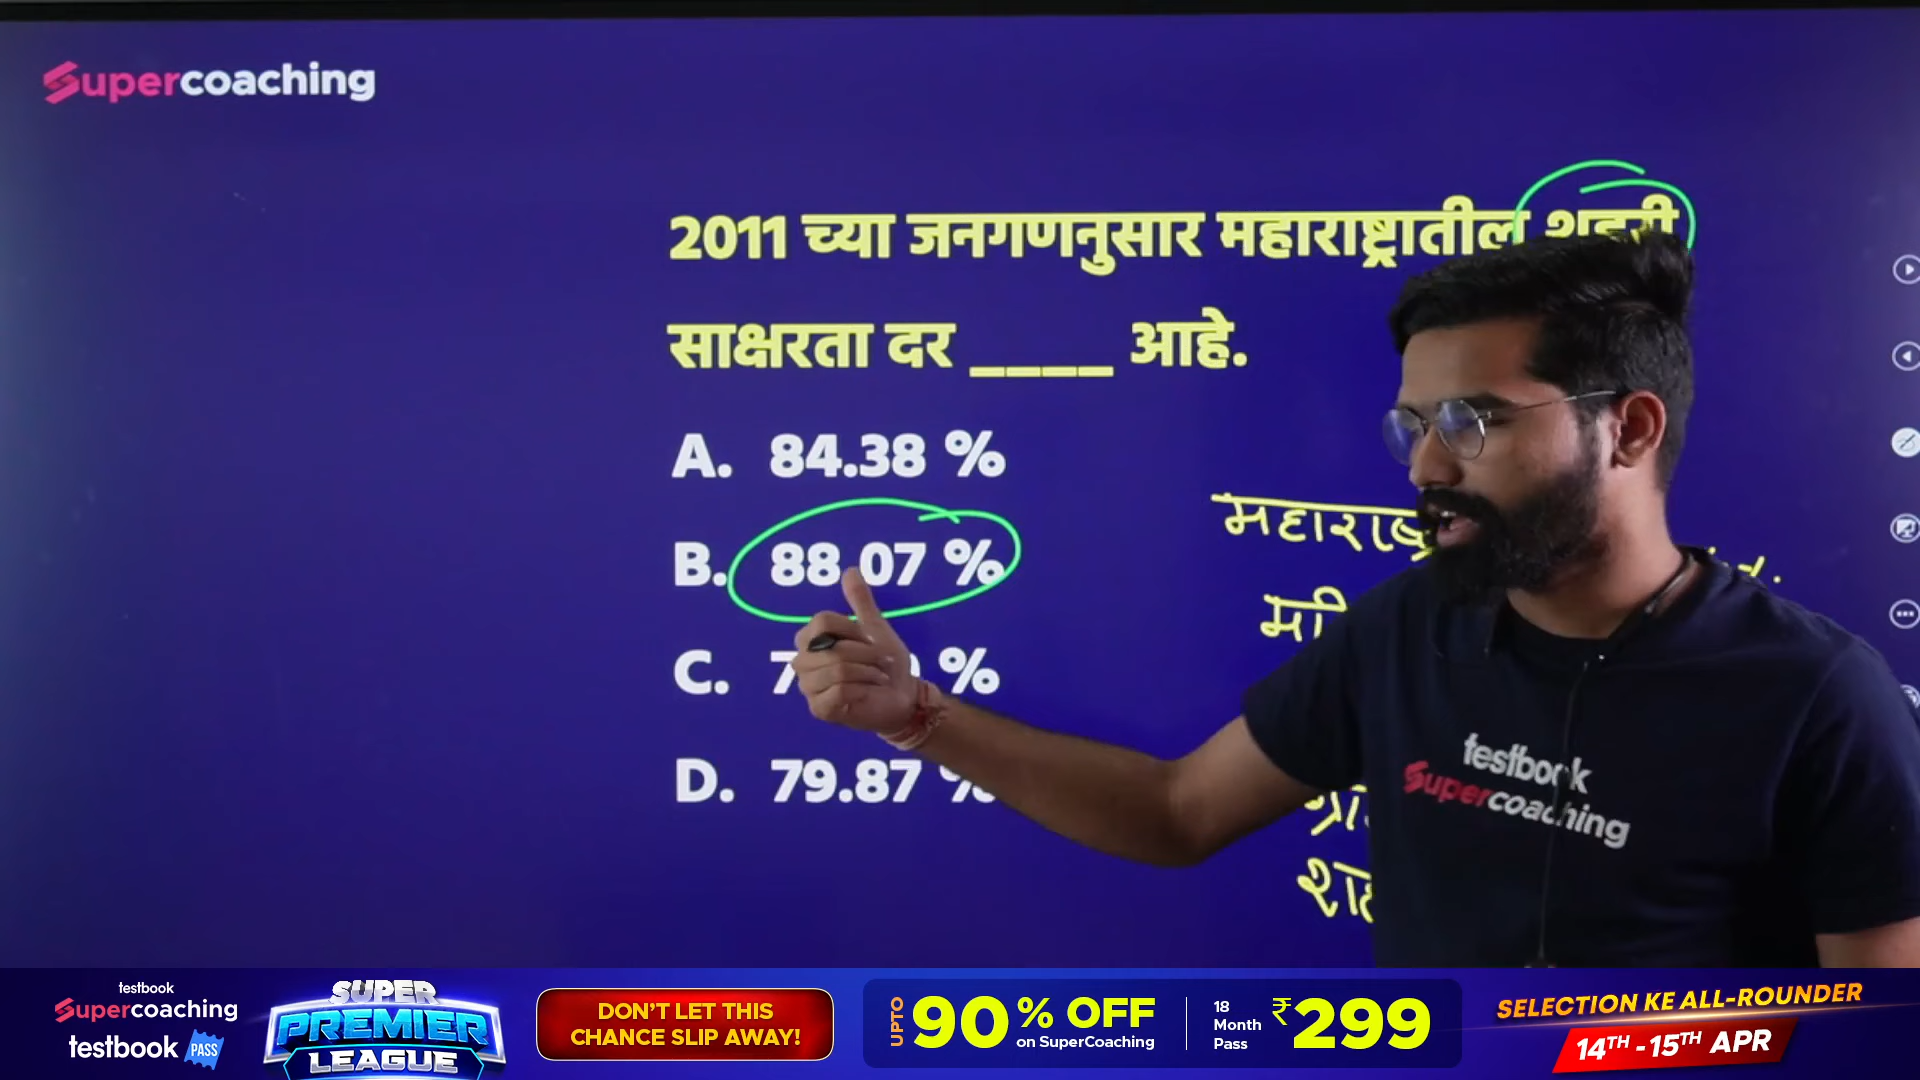 Supercoaching
2011 च्या जनगणनुसार महाराष्ट्रातील शहरी
साक्षरता दर ____ आहे.
A. 84.38 %
B. 88.07 %
C. %
D. 79.87 %
testbook
Supercoaching
testbook
Supercoaching
testbook PASS
SUPER
PREMIER
LEAGUE
DON'T LET THIS
CHANCE SLIP AWAY!
UPTO 90% OFF
on SuperCoaching
18
Month
Pass
₹299
SELECTION KE ALL-ROUNDER
14TH - 15TH APR